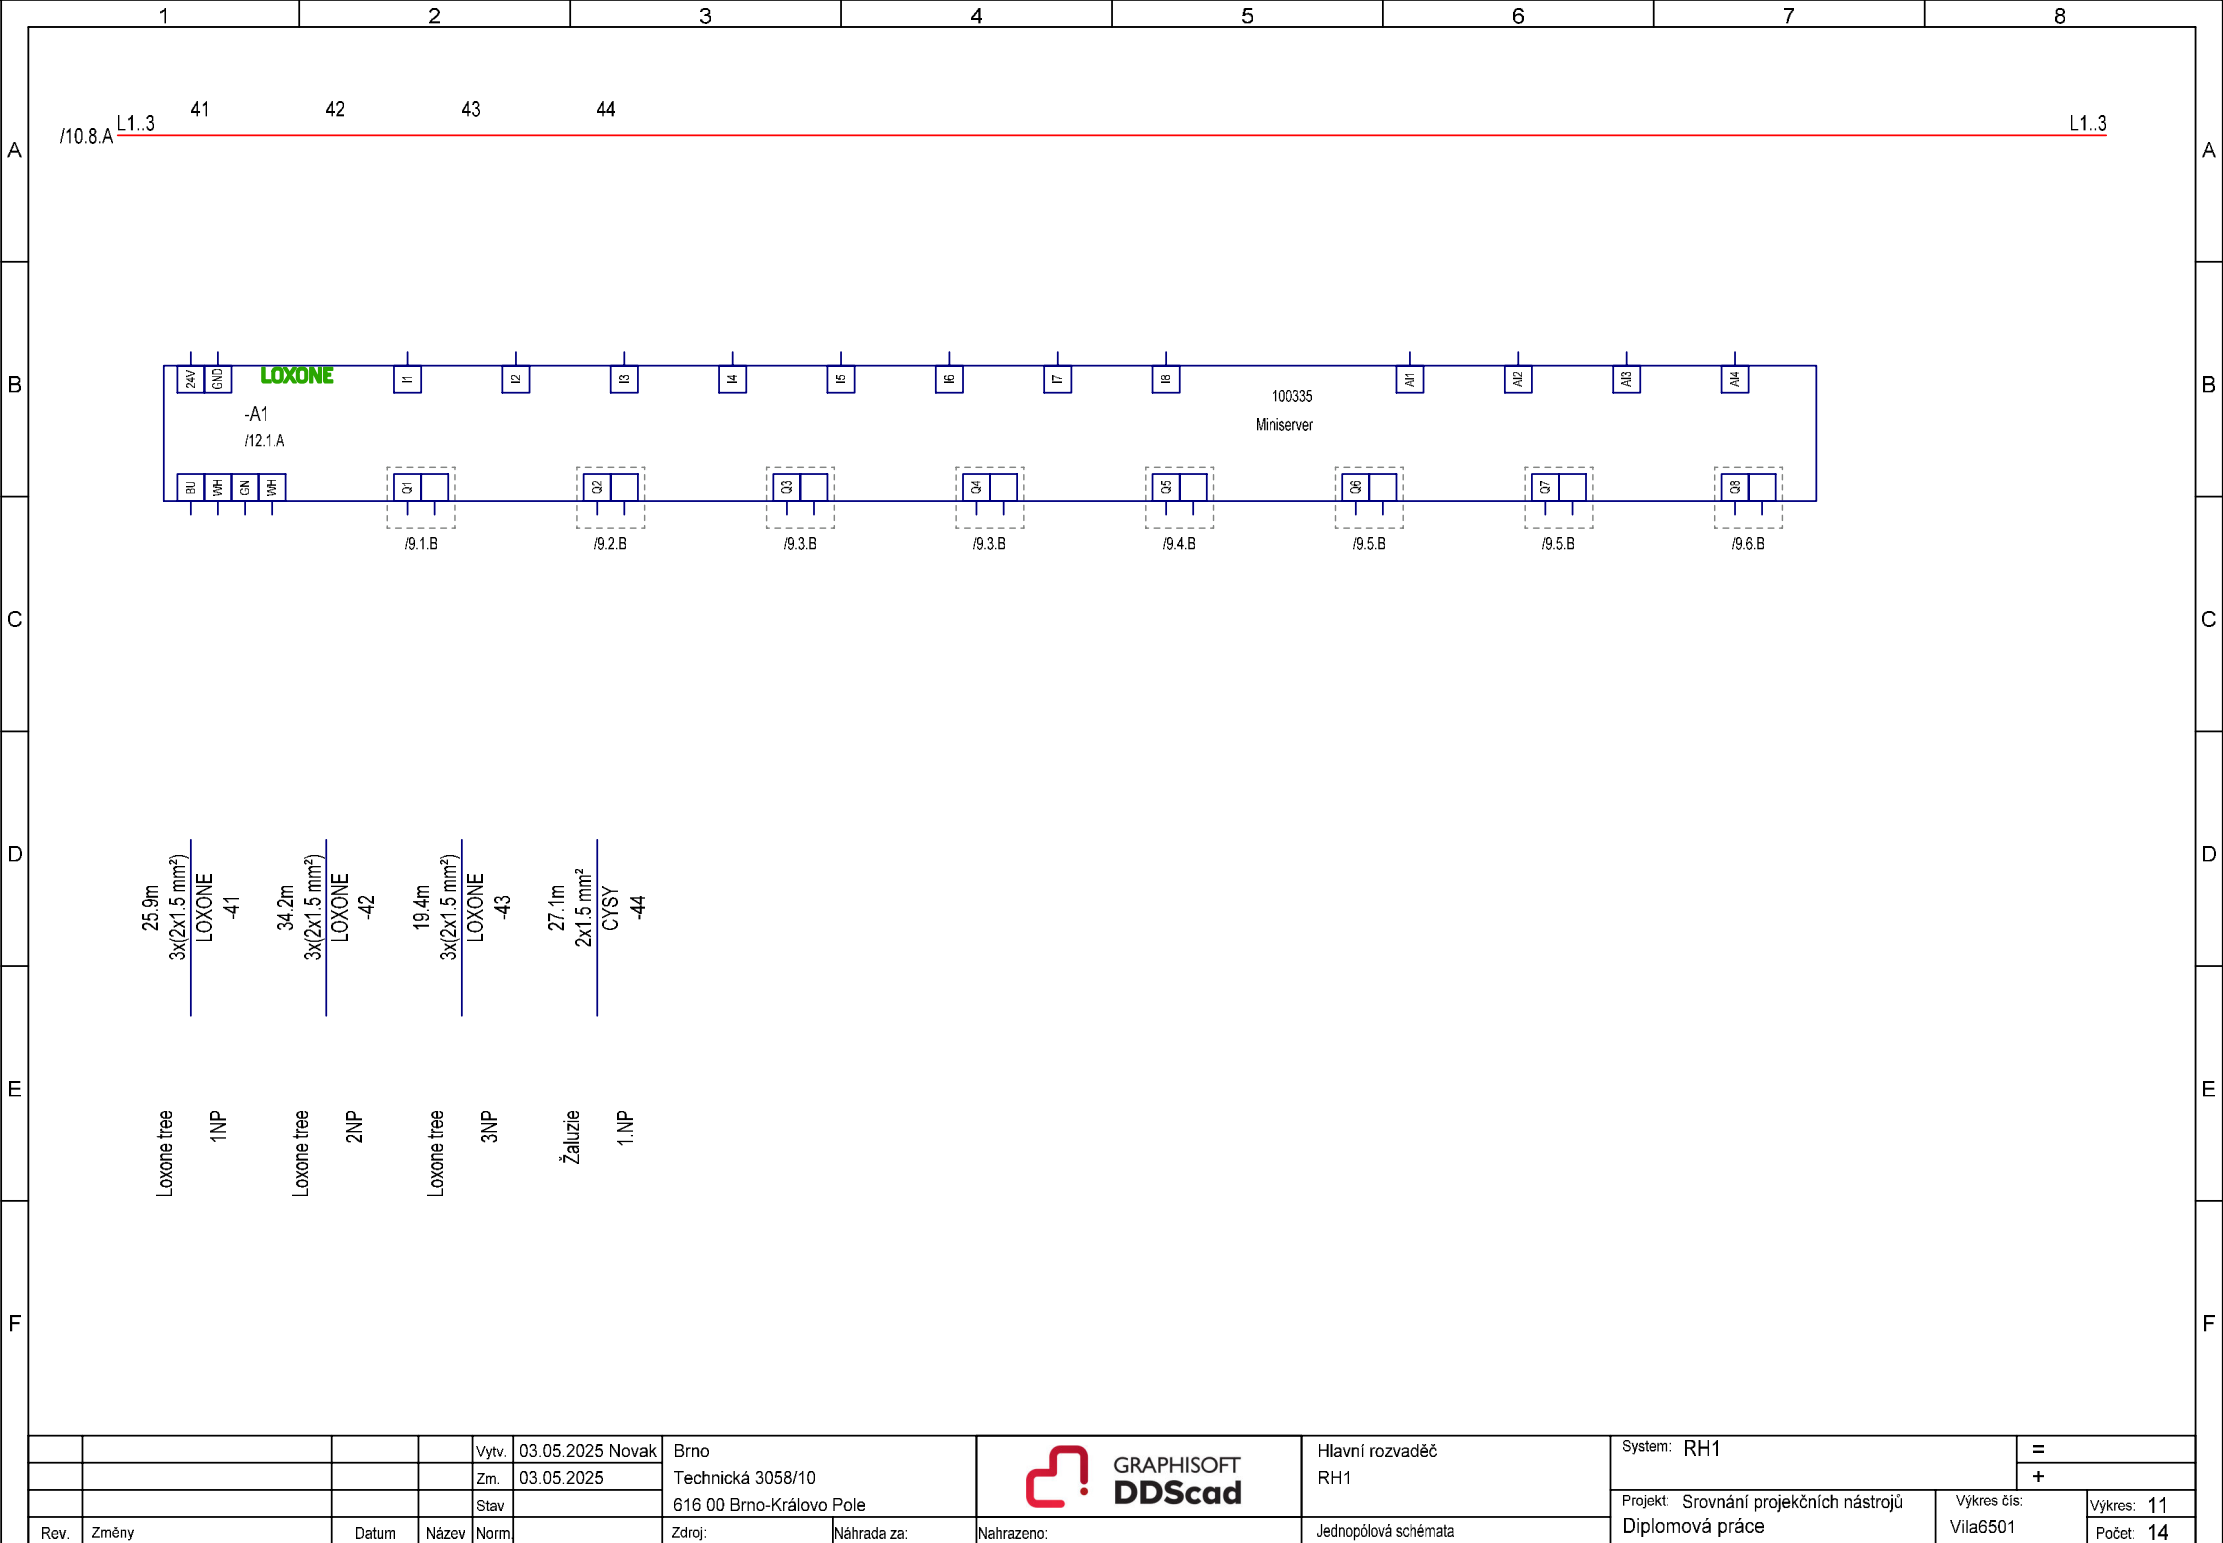 1 2 3 4 5 6 7 8
41 42 43 44
/10.8.A L1..3 L1..3
A A
24V GND LOXONE I1 I2 I3 I4 I5 I6 I7 I8 AI1 AI2 AI3 AI4
B B
100335
-A1
Miniserver
/12.1.A
BU WH GN WH Q1 Q2 Q3 Q4 Q5 Q6 Q7 Q8
/9.1.B /9.2.B /9.3.B /9.3.B /9.4.B /9.5.B /9.5.B /9.6.B
C C
D D
25.9m
3x(2x1.5 mm²)
LOXONE
-41
34.2m
3x(2x1.5 mm²)
LOXONE
-42
19.4m
3x(2x1.5 mm²)
LOXONE
-43
27.1m
2x1.5 mm²
CYSY
-44
E E
Loxone tree
1NP
Loxone tree
2NP
Loxone tree
3NP
Žaluzie
1.NP
F F
Vytv. 03.05.2025 Novak
Zm. 03.05.2025
Stav
Rev. Změny Datum Název Norm.
Brno
Technická 3058/10
616 00 Brno-Královo Pole
Zdroj: Náhrada za: Nahrazeno:
GRAPHISOFT
DDScad
Hlavní rozvaděč
RH1
Jednopólová schémata
System: RH1
=
+
Projekt: Srovnání projekčních nástrojů
Diplomová práce
Výkres čís:
Vila6501
Výkres: 11
Počet: 14